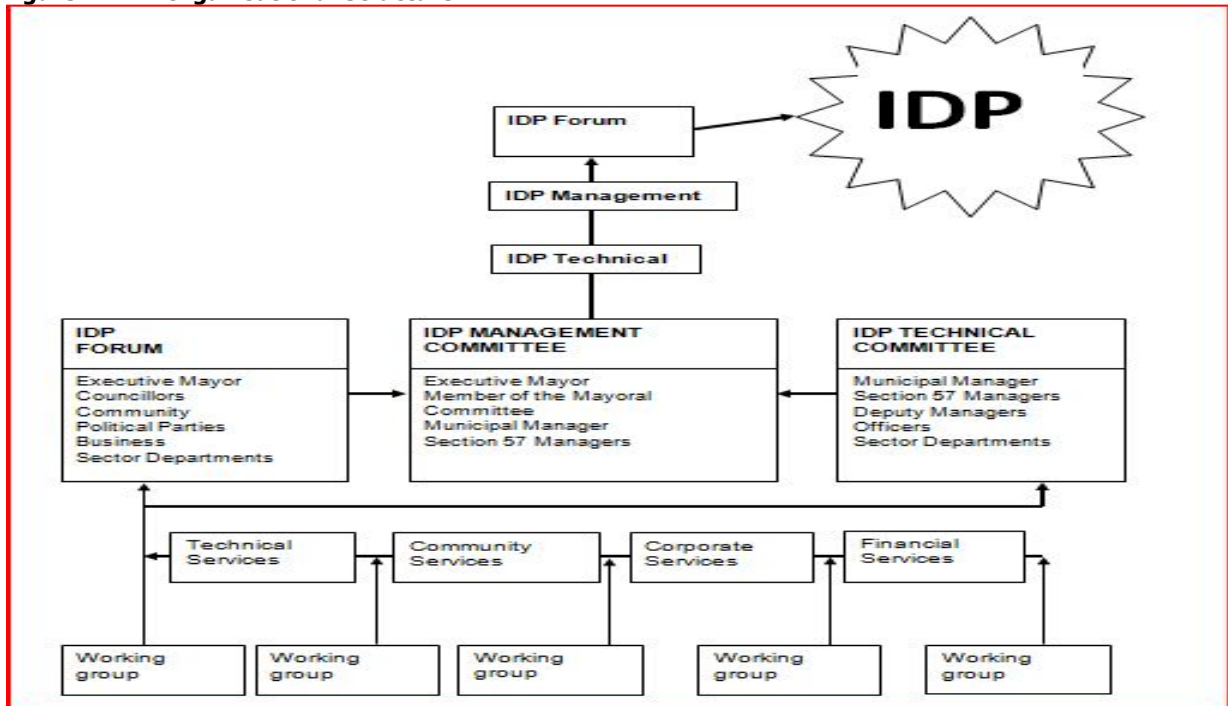 IDP
IDP Forum
IDP Management
IDP Technical
IDP
FORUM
Executive Mayor
Councillors
Community
Political Parties
Business
Sector Departments
IDP MANAGEMENT
COMMITTEE
Executive Mayor
Member of the Mayoral
Committee
Municipal Manager
Section 57 Managers
IDP TECHNICAL
COMMITTEE
Municipal Manager
Section 57 Managers
Deputy Managers
Officers
Sector Departments
Technical
Services
Community
Services
Corporate
Services
Financial
Services
Working
group
Working
group
Working
group
Working
group
Working
group